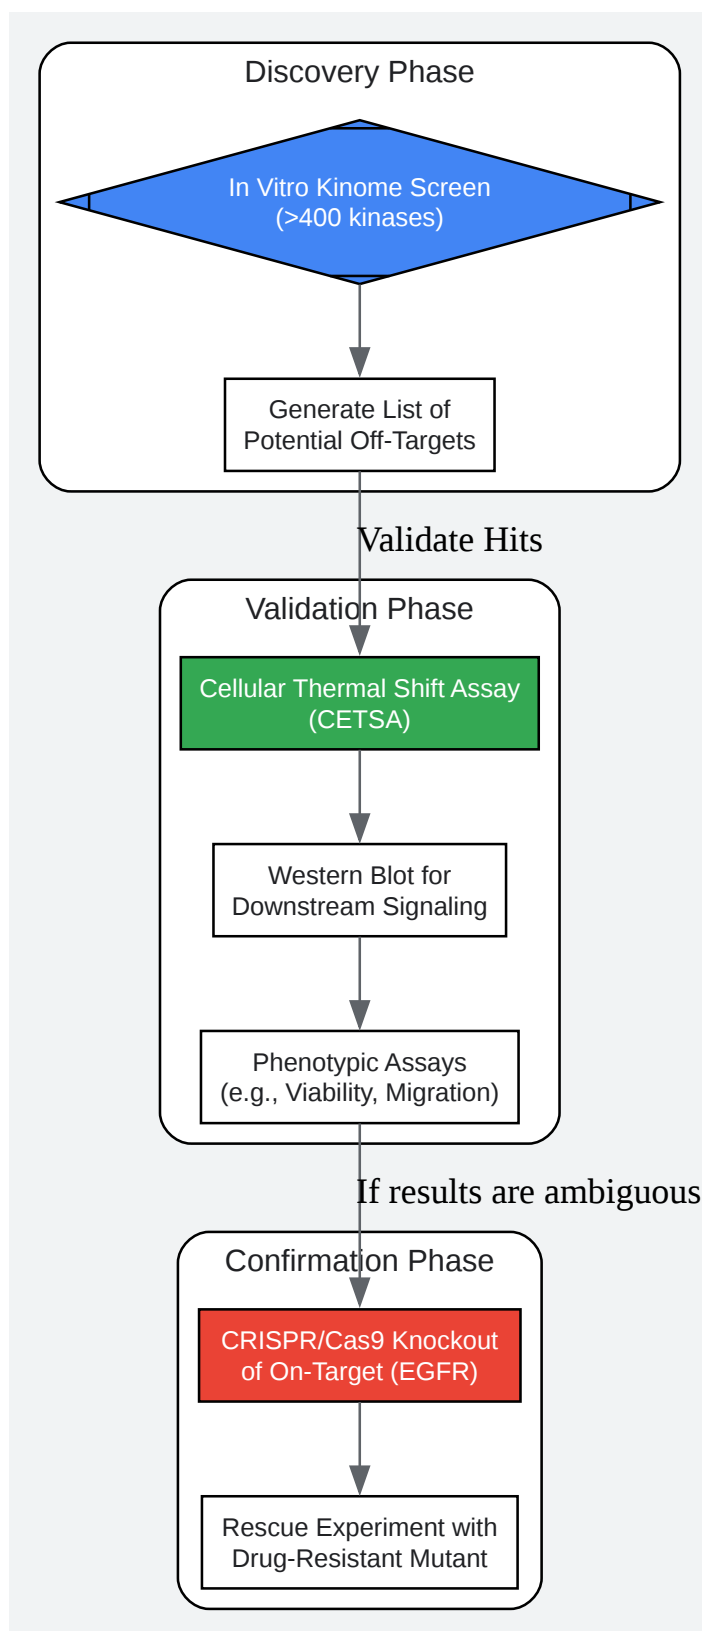 Discovery Phase
In Vitro Kinome Screen
(>400 kinases)
Generate List of
Potential Off-Targets
Validate Hits
Validation Phase
Cellular Thermal Shift Assay
(CETSA)
Western Blot for
Downstream Signaling
Phenotypic Assays
(e.g., Viability, Migration)
If results are ambiguous
Confirmation Phase
CRISPR/Cas9 Knockout
of On-Target (EGFR)
Rescue Experiment with
Drug-Resistant Mutant